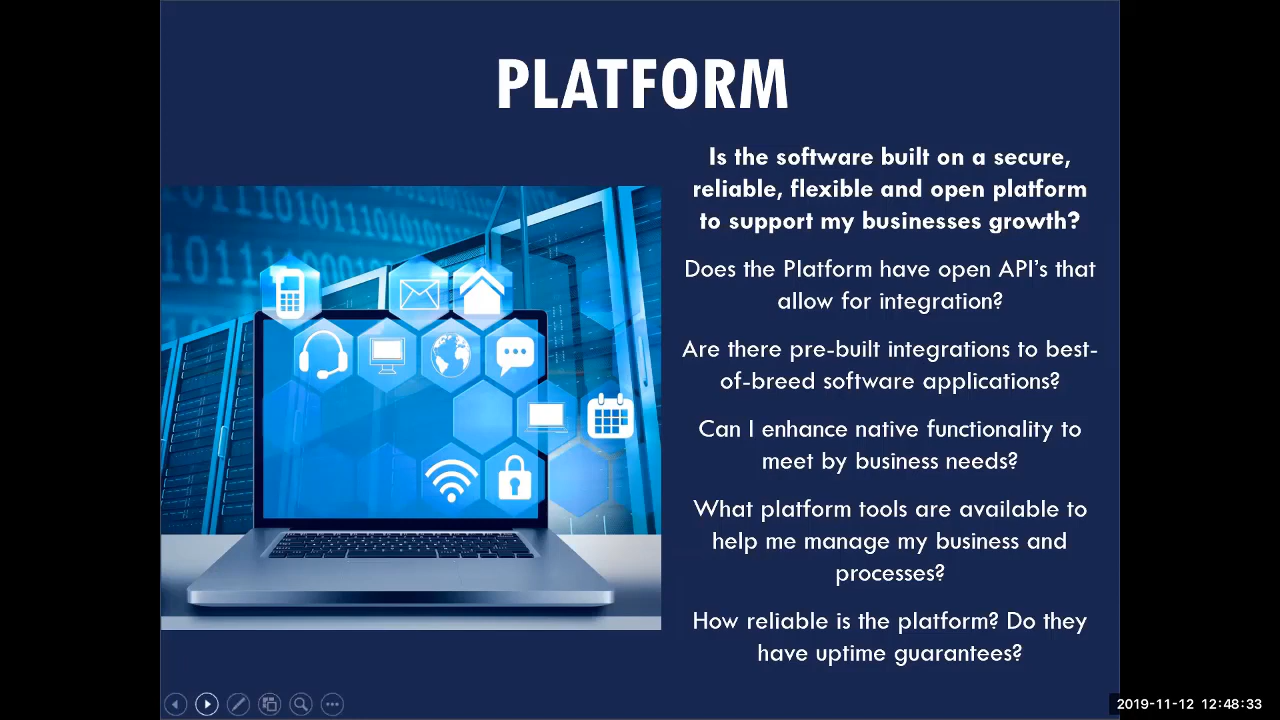 PLATFORM
Is the software built on a secure,
reliable, flexible and open platform
to support my businesses growth?
Does the Platform have open API's that
allow for integration?
Are there pre-built integrations to best-
of-breed software applications?
Can I enhance native functionality to
meet by business needs?
What platform tools are available to
help me manage my business and
processes?
How reliable is the platform? Do they
have uptime guarantees?
2019-11-12 12:48:33